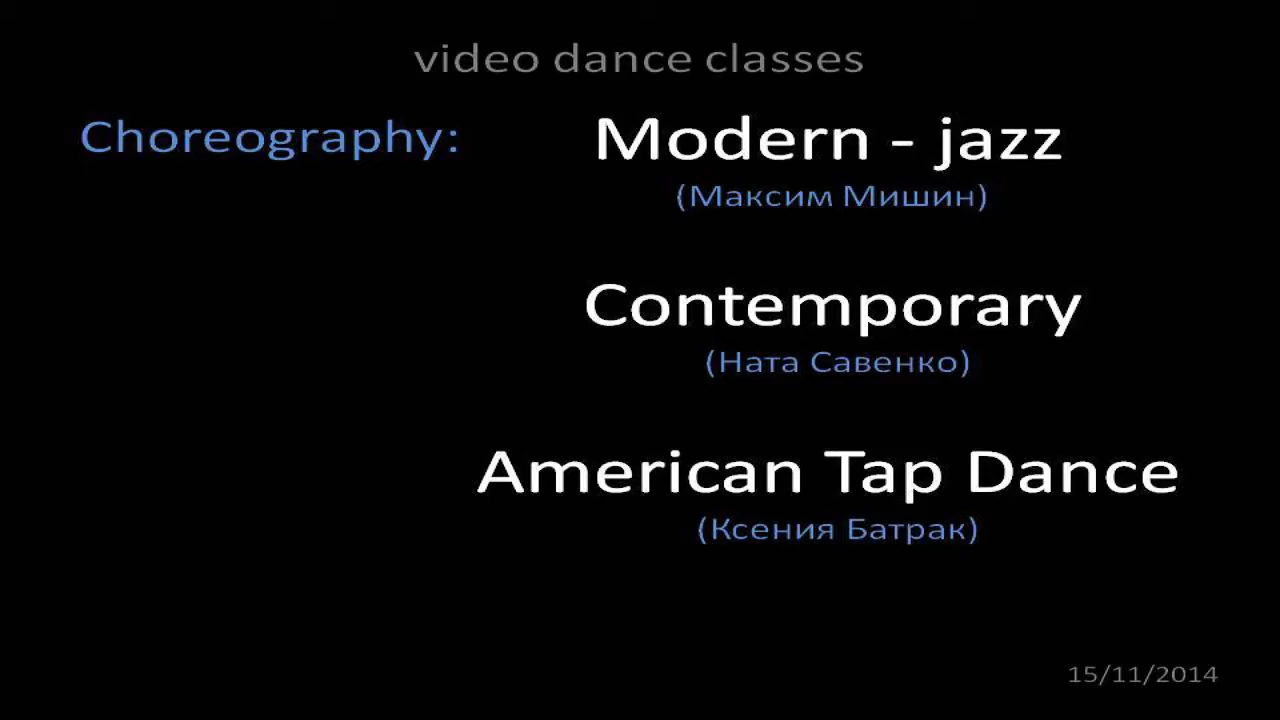 video dance classes
Choreography: Modern - jazz
(Максим Мишин)
Contemporary
(Ната Савенко)
American Tap Dance
(Ксения Батрак)
15/11/2014